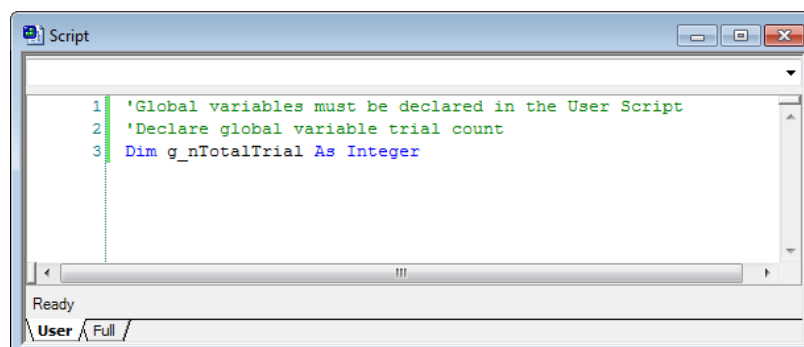 Script
1 'Global variables must be declared in the User Script
2 'Declare global variable trial count
3 Dim g_nTotalTrial As Integer
Ready
User Full